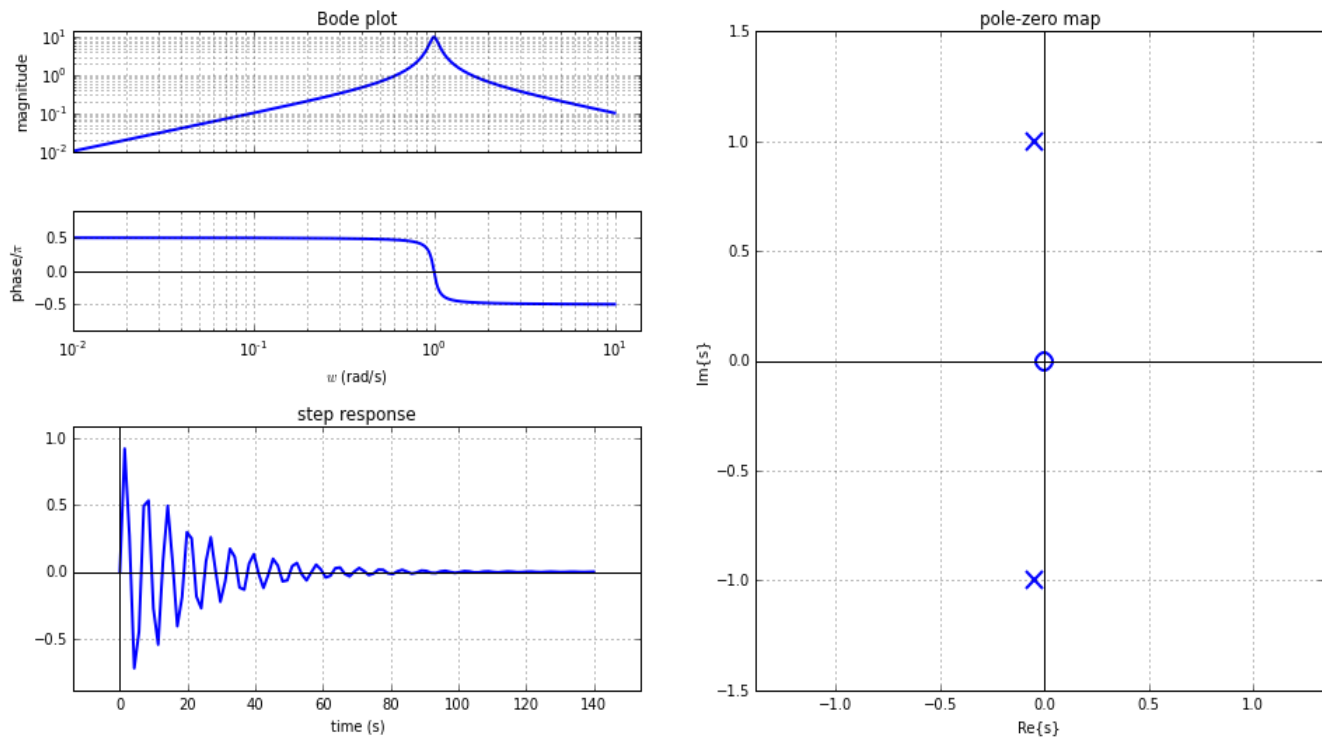 Bode plot
10^1
10^0
10^-1
10^-2
magnitude
0.5
0.0
−0.5
phase/π
10^-2 10^-1 10^0 10^1
w (rad/s)
step response
1.0
0.5
0.0
−0.5
0 20 40 60 80 100 120 140
time (s)
pole-zero map
1.5
1.0
0.5
0.0
−0.5
−1.0
−1.5
Im{s}
−1.0 −0.5 0.0 0.5 1.0
Re{s}